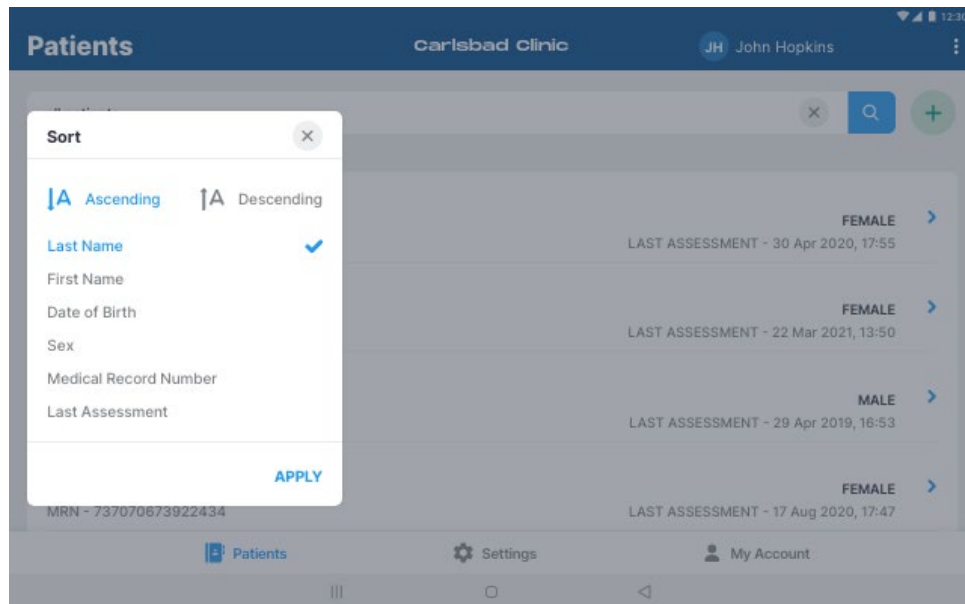 12:30
Patients Carlsbad Clinic JH John Hopkins
Sort
A Ascending A Descending
Last Name
First Name
Date of Birth
Sex
Medical Record Number
Last Assessment
APPLY
FEMALE
LAST ASSESSMENT - 30 Apr 2020, 17:55
FEMALE
LAST ASSESSMENT - 22 Mar 2021, 13:50
MALE
LAST ASSESSMENT - 29 Apr 2019, 16:53
FEMALE
MRN - 737070673922434 LAST ASSESSMENT - 17 Aug 2020, 17:47
Patients Settings My Account